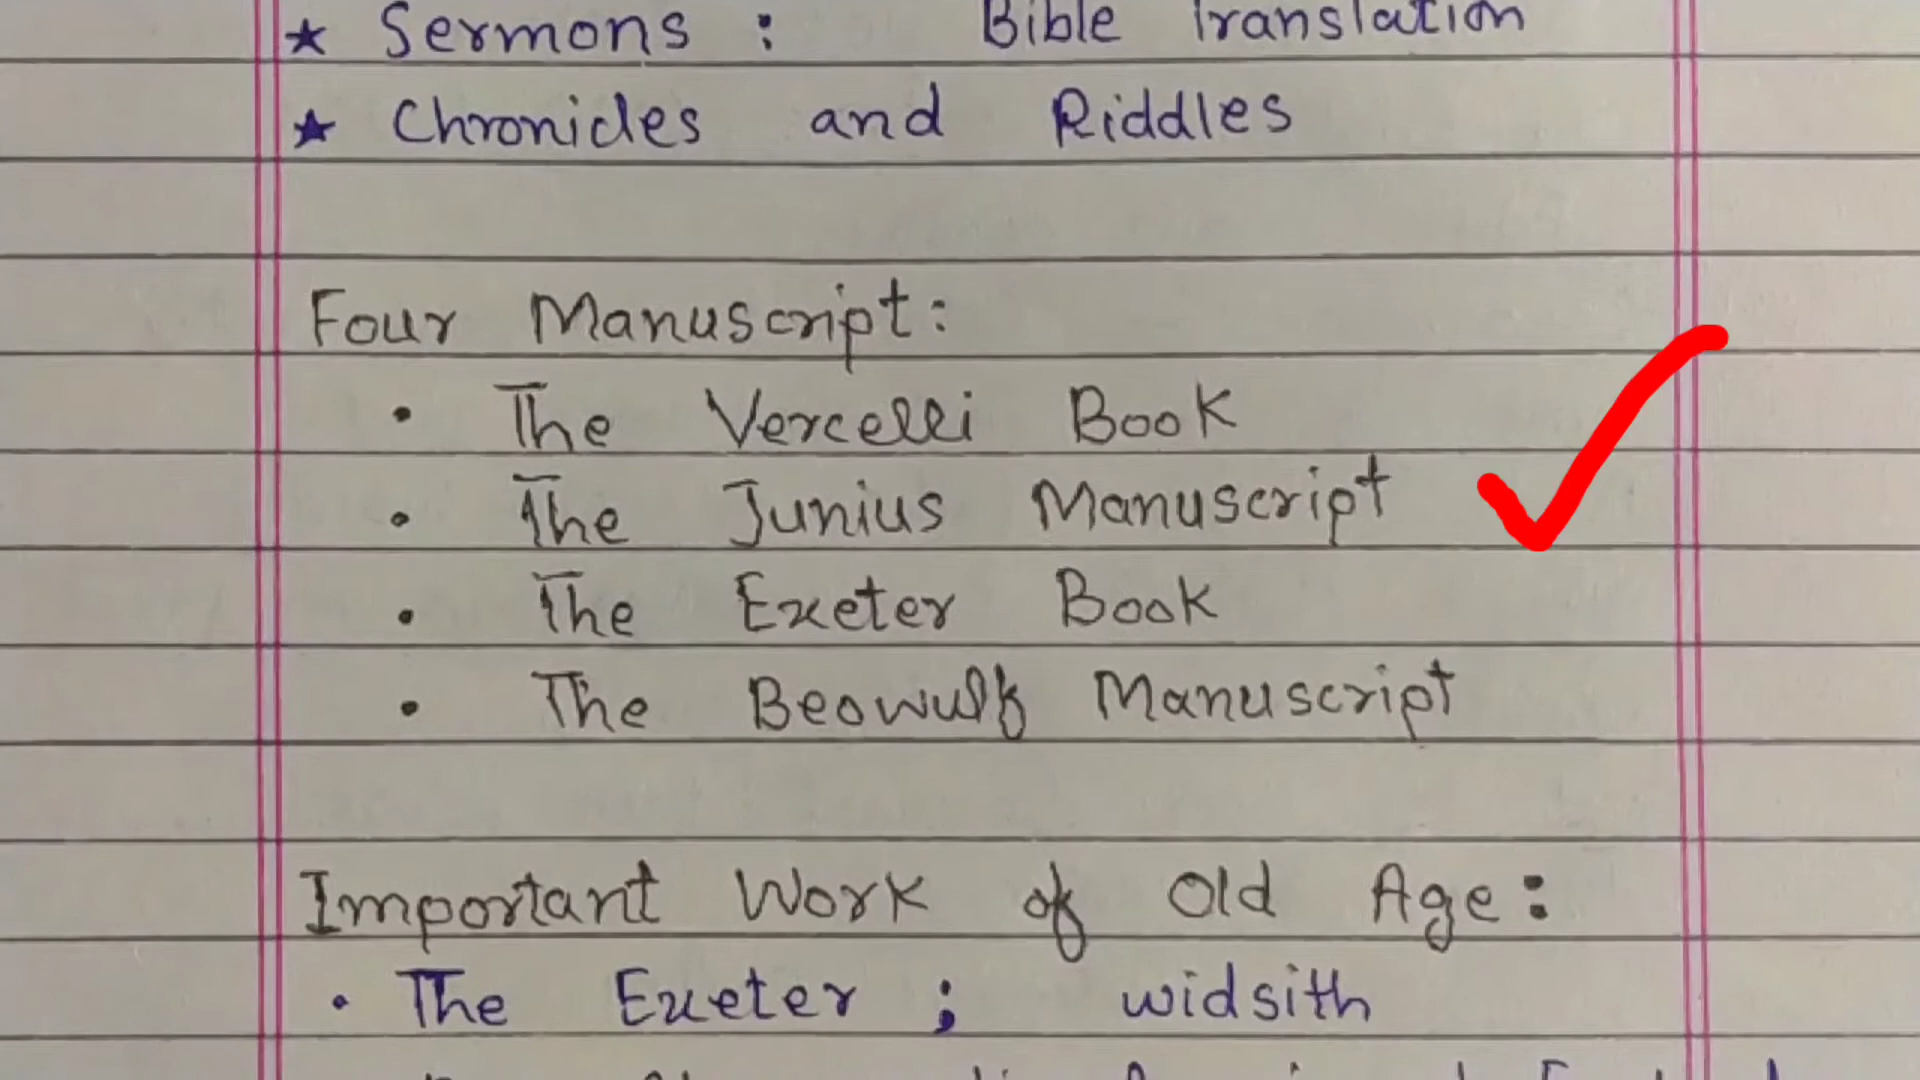 ★ Sermons : Bible Translation
★ Chronicles and Riddles
Four Manuscript:
• The Vercelli Book
• The Junius Manuscript
• The Exeter Book
• The Beowulf Manuscript
Important Work of Old Age:
• The Exeter ; widsith